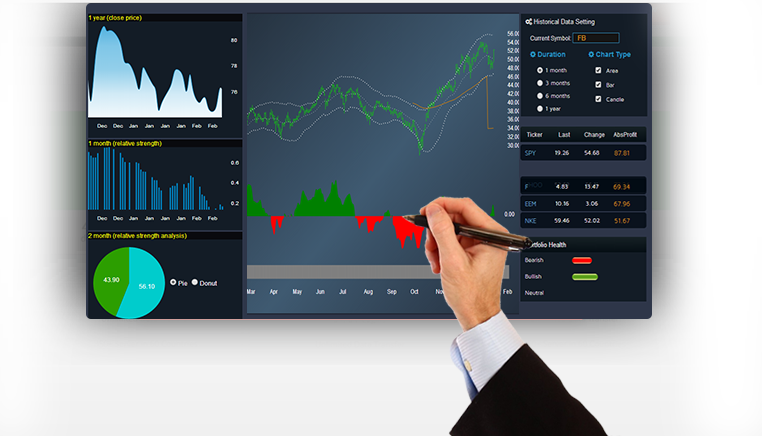 1 year (close price)
80
78
76
Dec Dec Dec Jan Jan Jan Feb Feb
1 month (relative strength)
0.6
0.4
0.2
Dec Dec Dec Jan Jan Jan Feb Feb
2 month (relative strength analysis)
43.90
56.10
Pie Donut
56.00
54.00
52.00
50.00
48.00
46.00
44.00
42.00
40.00
38.00
36.00
34.00
32.00
30.00
0.00
Mar Apr May Jun Jul Aug Sep Oct Feb
Historical Data Setting
Current Symbol: FB
Duration Chart Type
1 month Area
3 months Bar
6 months Candle
1 year
Ticker Last Change AbsProfit
SPY 19.26 54.68 87.81
F 4.83 13.47 69.34
EEM 10.16 3.06 67.96
NKE 59.46 52.02 51.67
Health
Bearish
Bullish
Neutral